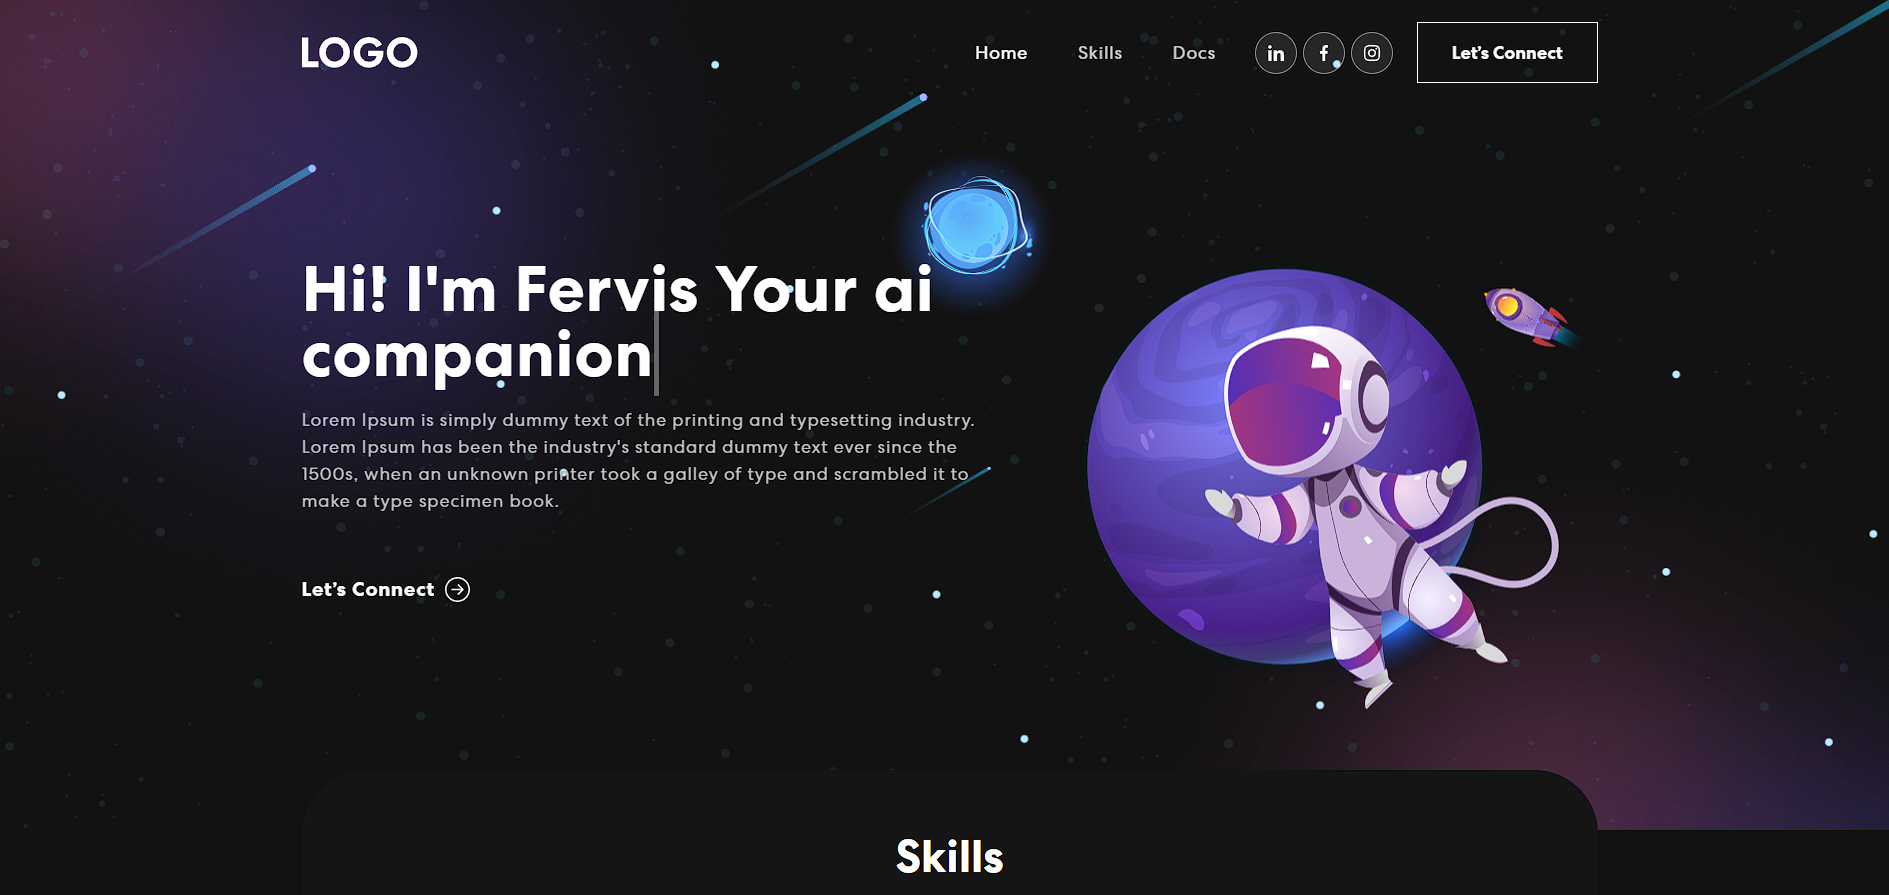 LOGO
Home
Skills
Docs
in
f
Let's Connect
Hi! I'm Fervis Your ai
companion
Lorem Ipsum is simply dummy text of the printing and typesetting industry.
Lorem Ipsum has been the industry's standard dummy text ever since the
1500s, when an unknown printer took a galley of type and scrambled it to
make a type specimen book.
Let's Connect
Skills